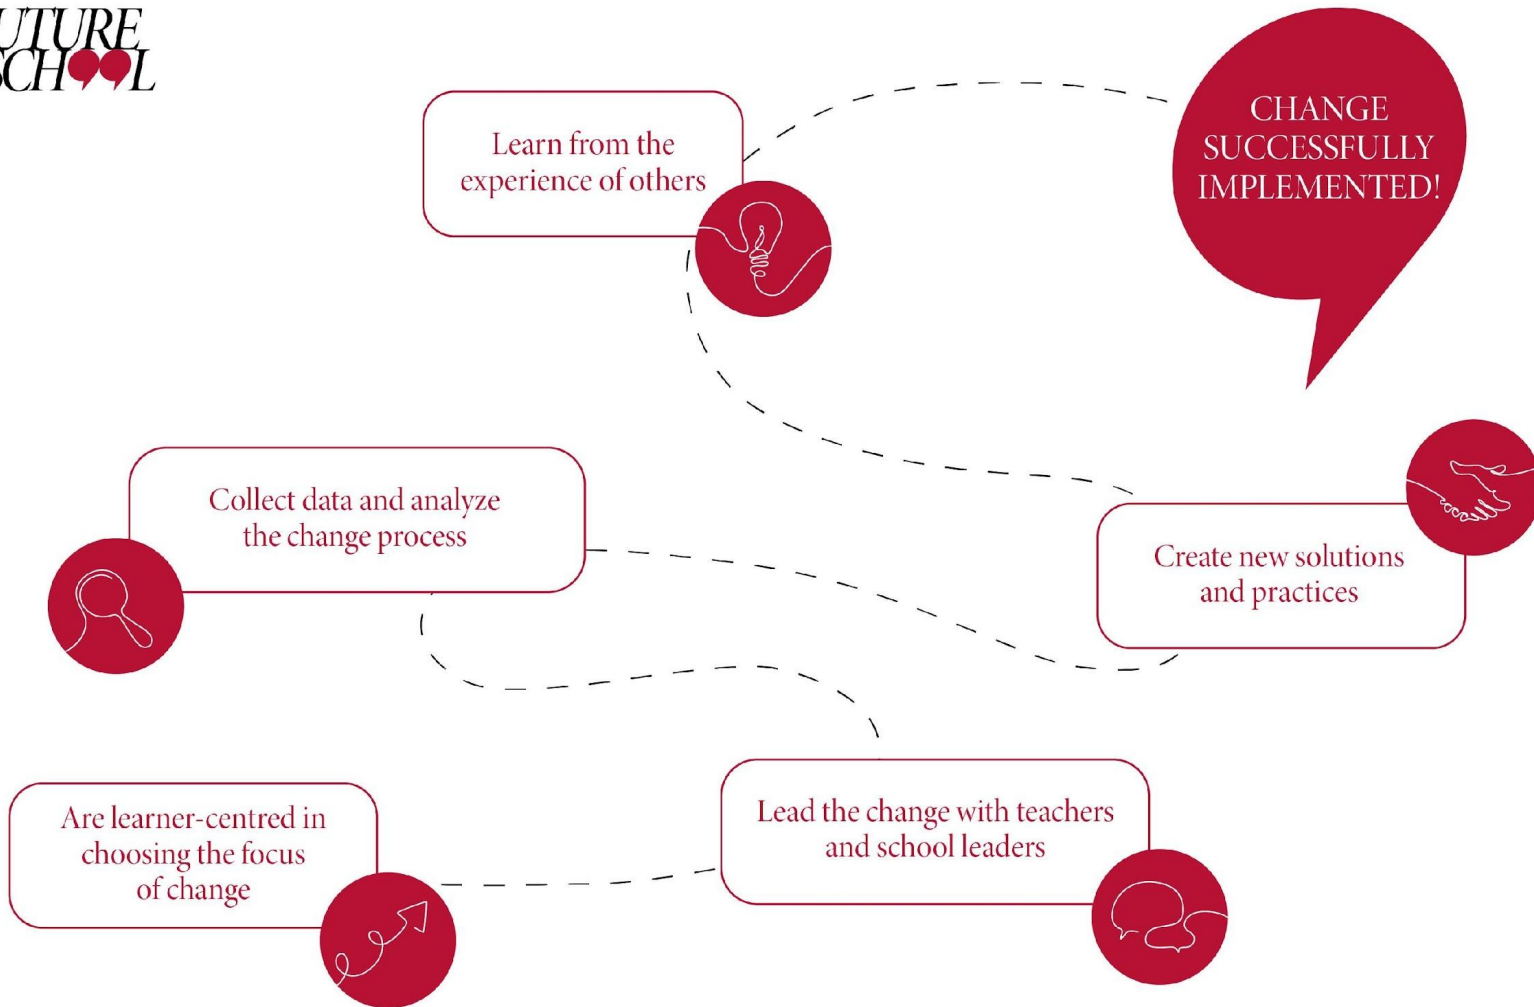 UTURE
SCHOOL
CHANGE
SUCCESSFULLY
IMPLEMENTED!
Learn from the
experience of others
Collect data and analyze
the change process
Create new solutions
and practices
Are learner-centred in
choosing the focus
of change
Lead the change with teachers
and school leaders